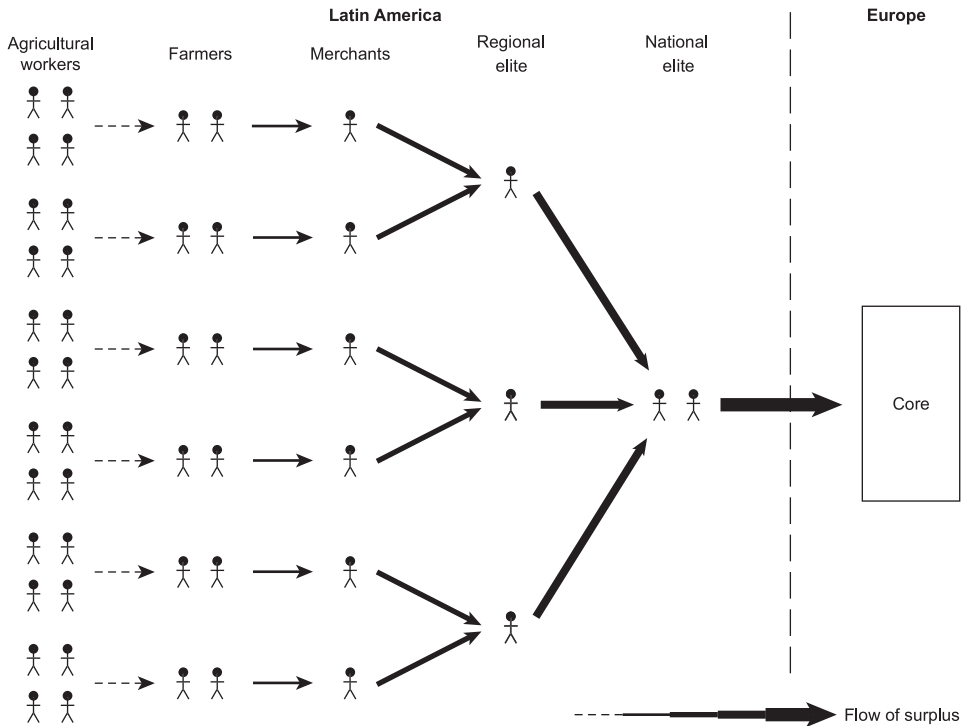 Latin America
Europe
Agricultural
workers
Farmers
Merchants
Regional
elite
National
elite
Core
Flow of surplus